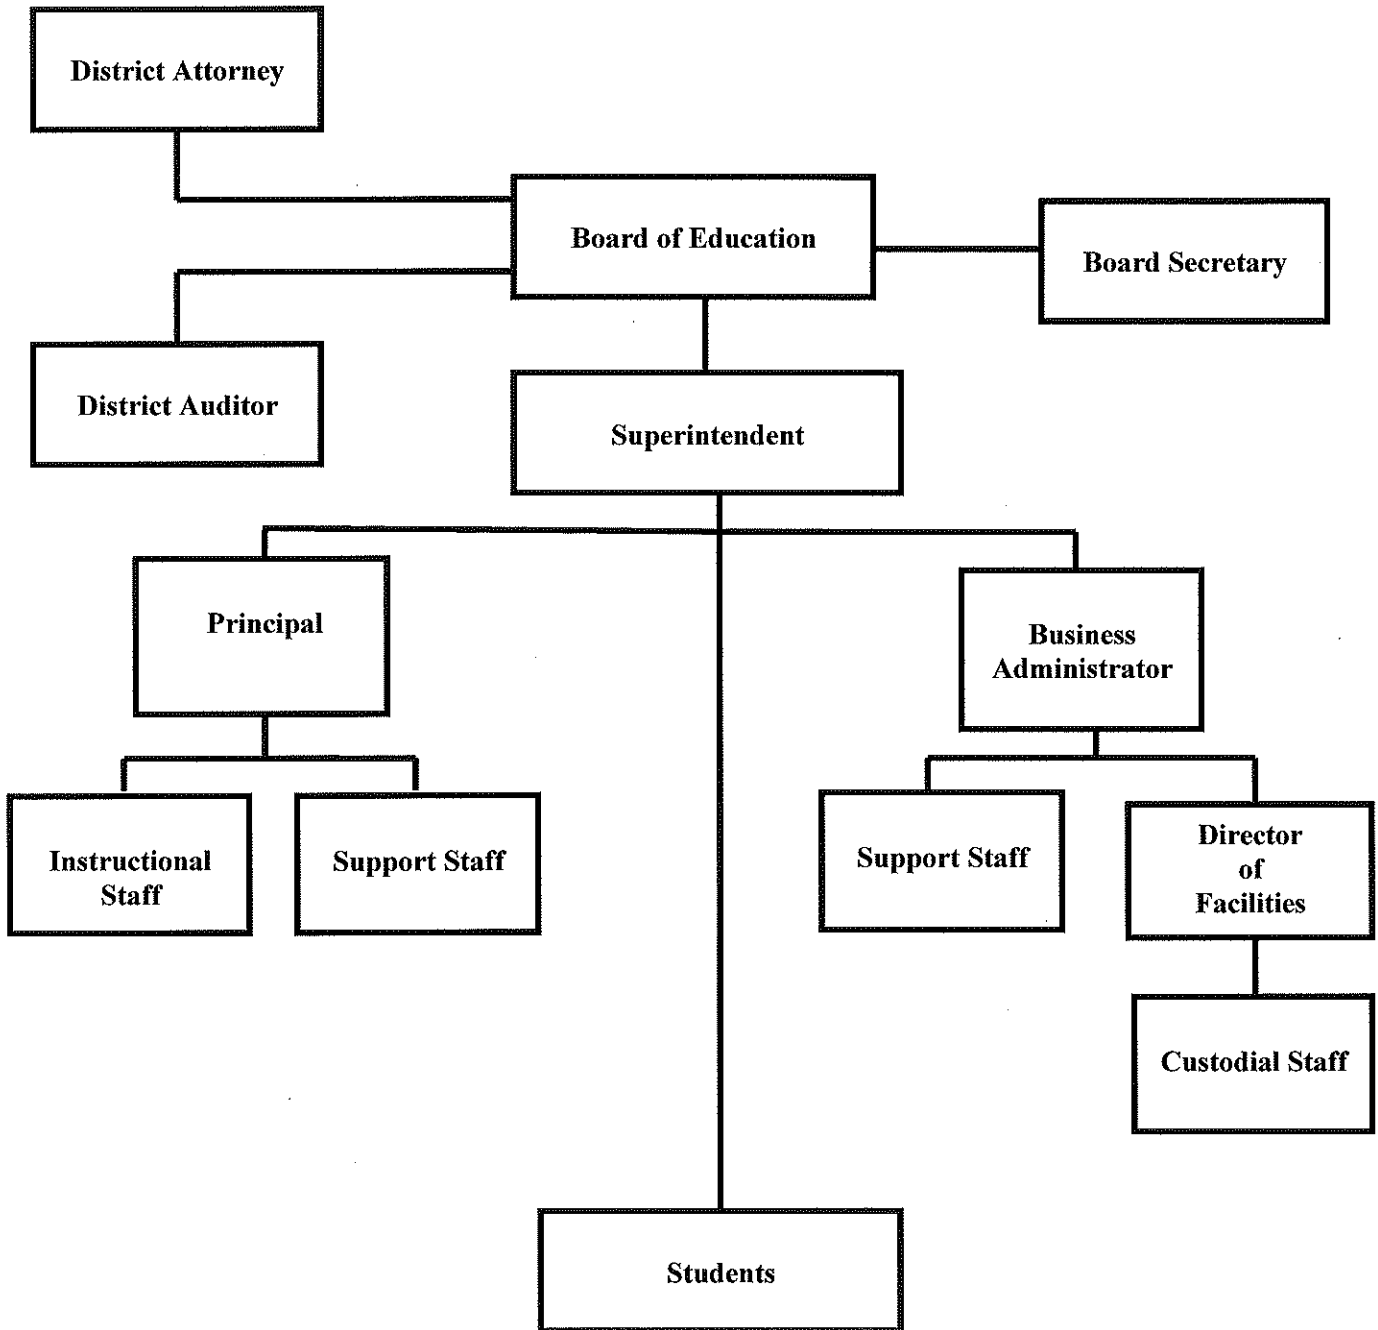 District Attorney
Board of Education
Board Secretary
District Auditor
Superintendent
Principal
Business
Administrator
Instructional
Staff
Support Staff
Support Staff
Director
of
Facilities
Custodial Staff
Students